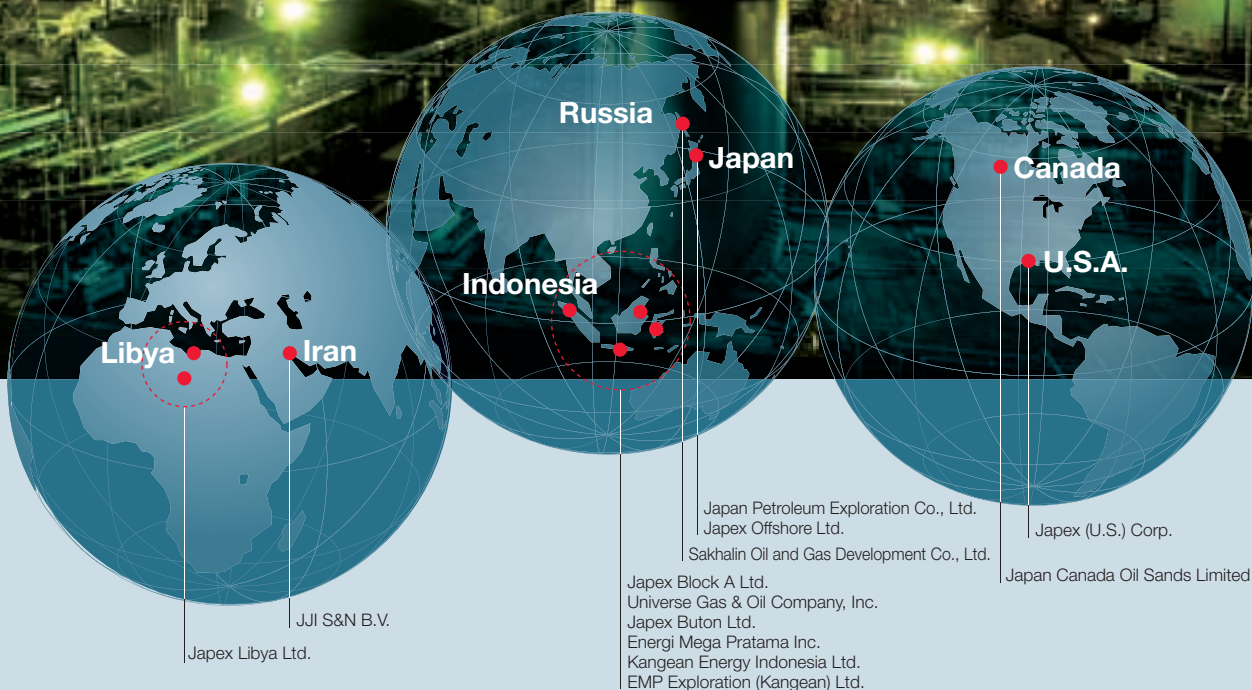 Russia
Japan
Canada
U.S.A.
Indonesia
Libya
Iran
Japan Petroleum Exploration Co., Ltd.
Japex Offshore Ltd.
Sakhalin Oil and Gas Development Co., Ltd.
Japex Block A Ltd.
Universe Gas & Oil Company, Inc.
Japex Buton Ltd.
Energi Mega Pratama Inc.
Kangean Energy Indonesia Ltd.
EMP Exploration (Kangean) Ltd.
Japex (U.S.) Corp.
Japan Canada Oil Sands Limited
JJI S&N B.V.
Japex Libya Ltd.